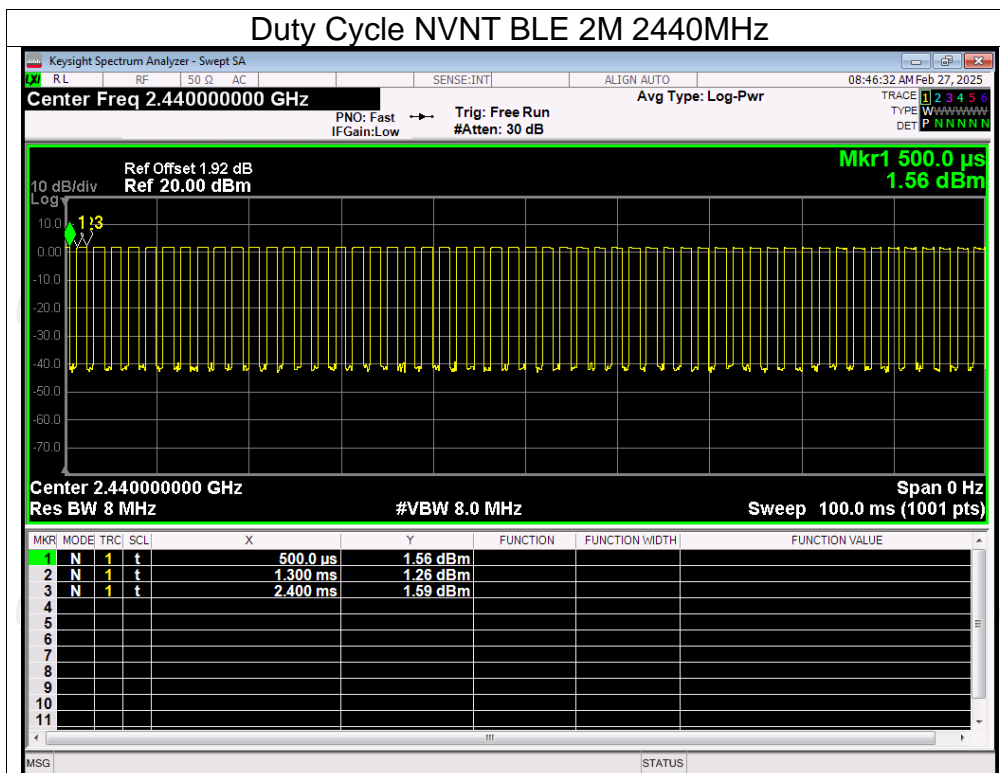 Duty Cycle NVNT BLE 2M 2440MHz
Keysight Spectrum Analyzer - Swept SA
LXI RL RF 50 Ω AC SENSE:INT ALIGN AUTO 08:46:32 AM Feb 27, 2025
Center Freq 2.440000000 GHz Avg Type: Log-Pwr TRACE 1 2 3 4 5 6
PNO: Fast Trig: Free Run TYPE WWWWWW
IFGain:Low #Atten: 30 dB DET P N N N N N
Mkr1 500.0 µs
Ref Offset 1.92 dB
10 dB/div Ref 20.00 dBm 1.56 dBm
Log
10.0
0.00
-10.0
-20.0
-30.0
-40.0
-50.0
-60.0
-70.0
Center 2.440000000 GHz Span 0 Hz
Res BW 8 MHz #VBW 8.0 MHz Sweep 100.0 ms (1001 pts)
MKR MODE TRC SCL X Y FUNCTION FUNCTION WIDTH FUNCTION VALUE
1 N 1 t 500.0 µs 1.56 dBm
2 N 1 t 1.300 ms 1.26 dBm
3 N 1 t 2.400 ms 1.59 dBm
4
5
6
7
8
9
10
11
MSG STATUS